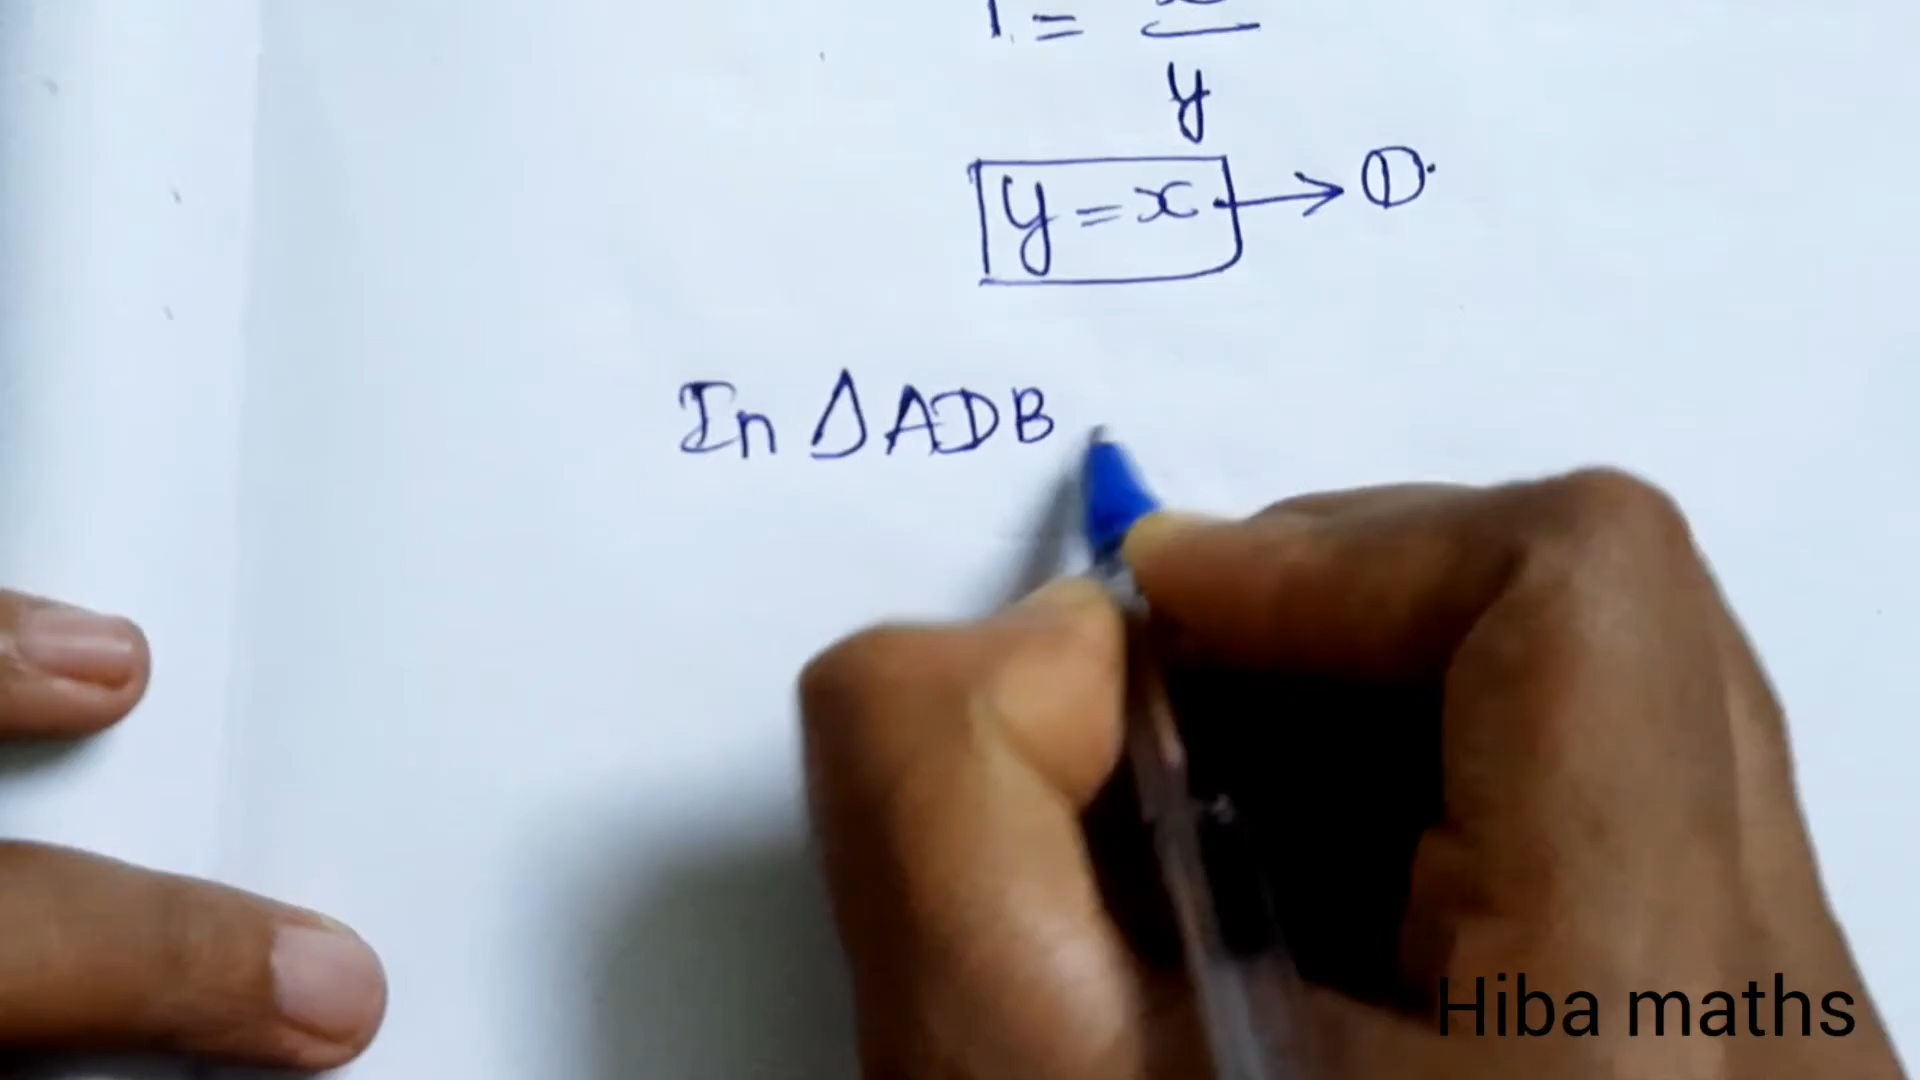 1 =
y
y = x → ①
In △ADB
Hiba maths